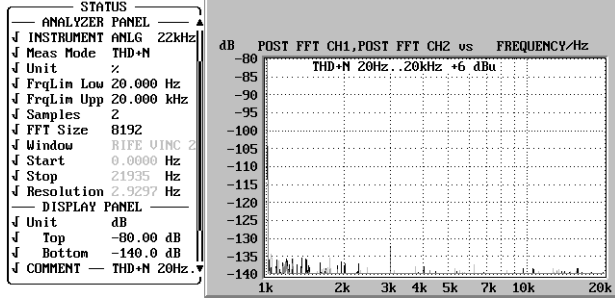 STATUS
ANALYZER PANEL
INSTRUMENT ANLG 22kHz
Meas Mode THD+N
Unit %
FrqLim Low 20.000 Hz
FrqLim Upp 20.000 kHz
Samples 2
FFT Size 8192
Window RIFE VINC 2
Start 0.0000 Hz
Stop 21935 Hz
Resolution 2.9297 Hz
DISPLAY PANEL
Unit dB
Top -80.00 dB
Bottom -140.0 dB
COMMENT — THD+N 20Hz.
dB POST FFT CH1,POST FFT CH2 vs FREQUENCY/Hz
THD+N 20Hz..20kHz +6 dBu
-80
-85
-90
-95
-100
-105
-110
-115
-120
-125
-130
-135
-140
1k 2k 3k 4k 5k 7k 10k 20k